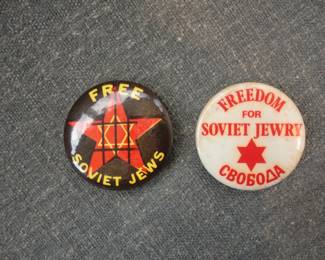 FREE
SOVIET JEWS
FREEDOM
FOR
SOVIET JEWRY
СВОБОДА